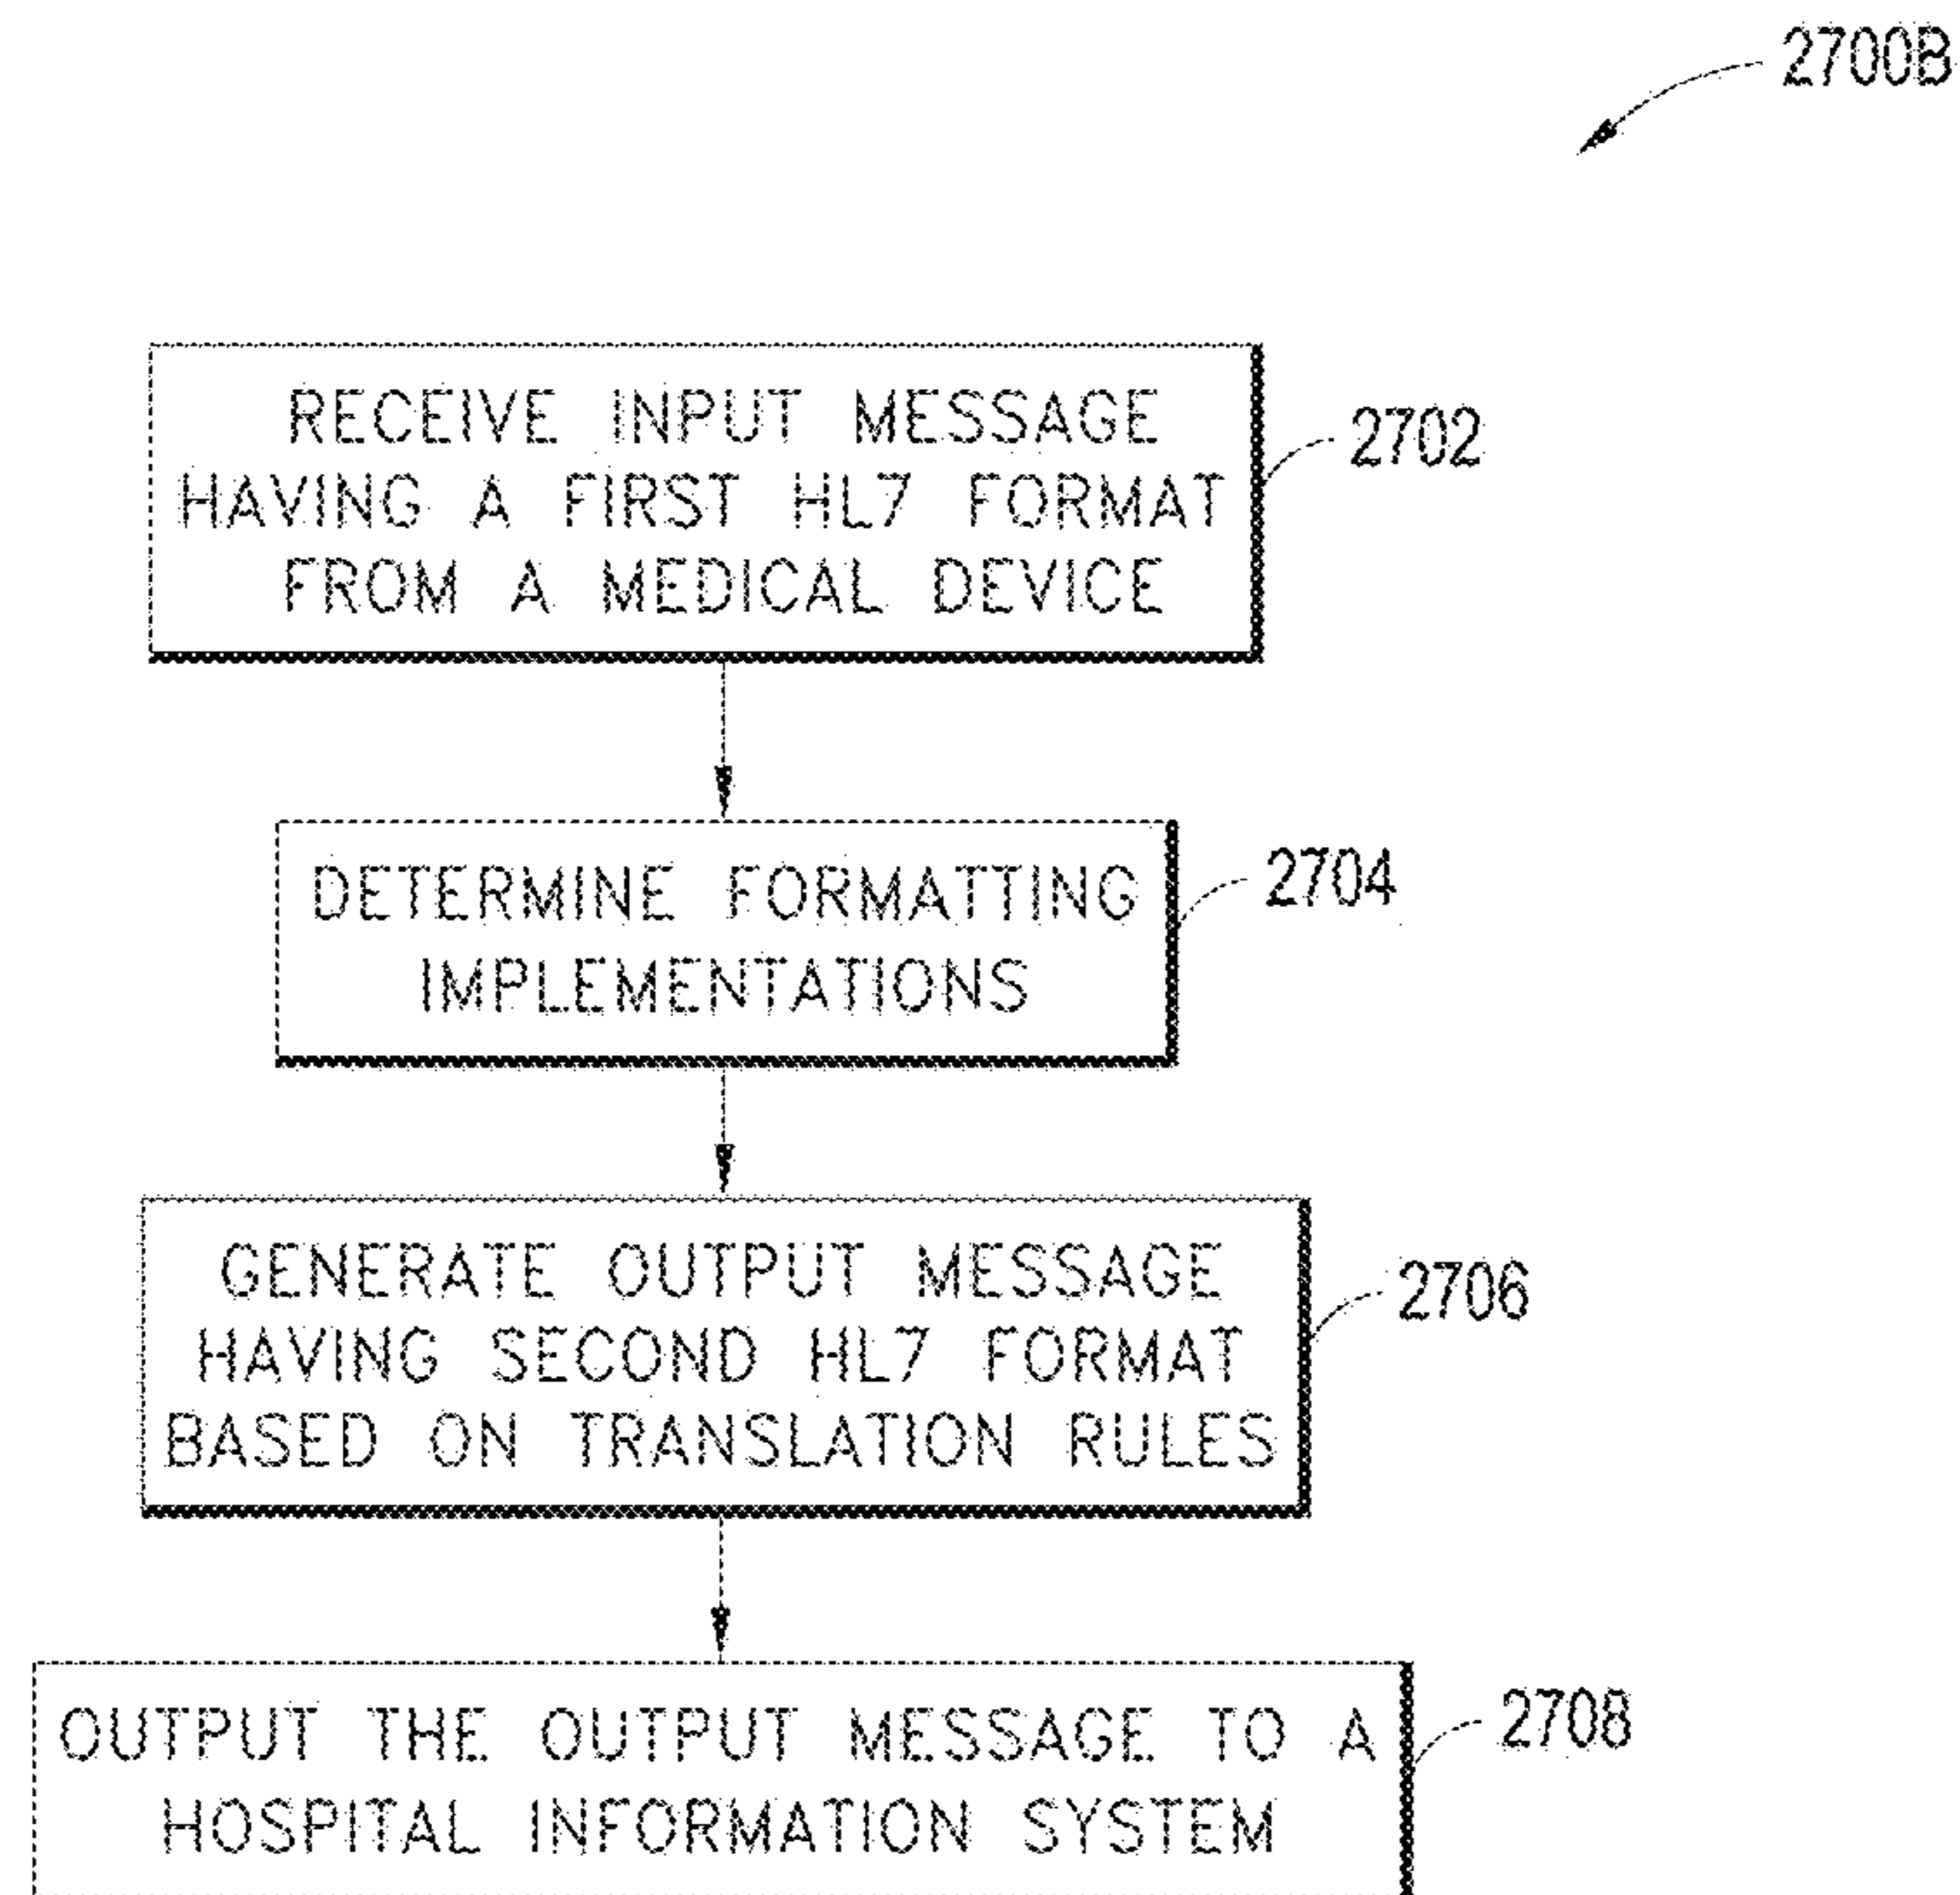 2700B
RECEIVE INPUT MESSAGE
HAVING A FIRST HL7 FORMAT
FROM A MEDICAL DEVICE
2702
DETERMINE FORMATTING
IMPLEMENTATIONS
2704
GENERATE OUTPUT MESSAGE
HAVING SECOND HL7 FORMAT
BASED ON TRANSLATION RULES
2706
OUTPUT THE OUTPUT MESSAGE TO A
HOSPITAL INFORMATION SYSTEM
2708